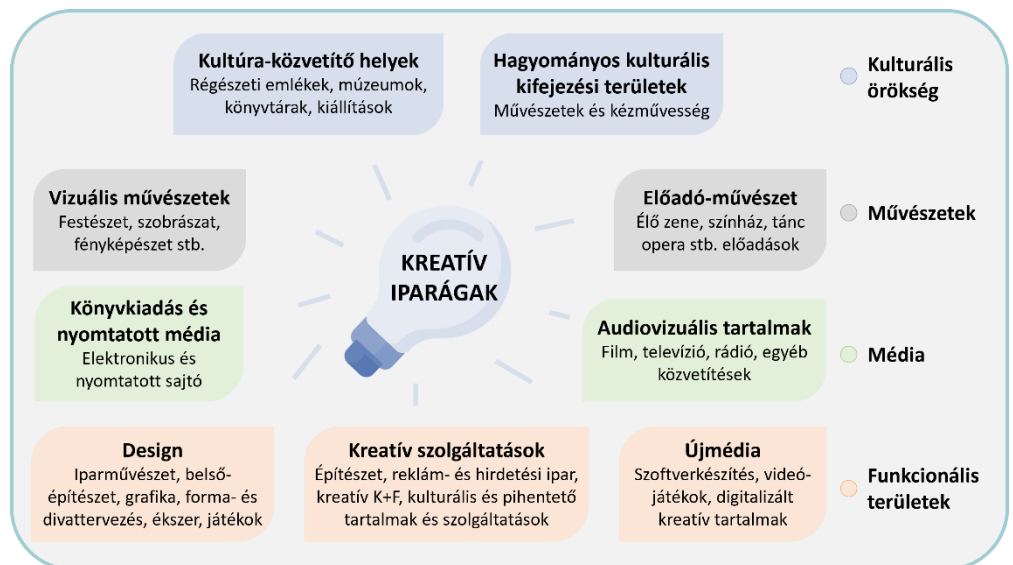 Kultúra-közvetítő helyek
Régészeti emlékek, múzeumok,
könyvtárak, kiállítások
Hagyományos kulturális
kifejezési területek
Művészetek és kézművesség
Kulturális
örökség
Vizuális művészetek
Festészet, szobrászat,
fényképészet stb.
Előadó-művészet
Élő zene, színház, tánc
opera stb. előadások
Művészetek
KREATÍV
IPARÁGAK
Könyvkiadás és
nyomtatott média
Elektronikus és
nyomtatott sajtó
Audiovizuális tartalmak
Film, televízió, rádió, egyéb
közvetítések
Média
Design
Iparművészet, belső-
építészet, grafika, forma- és
divattervezés, ékszer, játékok
Kreatív szolgáltatások
Építészet, reklám- és hirdetési ipar,
kreatív K+F, kulturális és pihentető
tartalmak és szolgáltatások
Újmédia
Szoftverkészítés, videó-
játékok, digitalizált
kreatív tartalmak
Funkcionális
területek